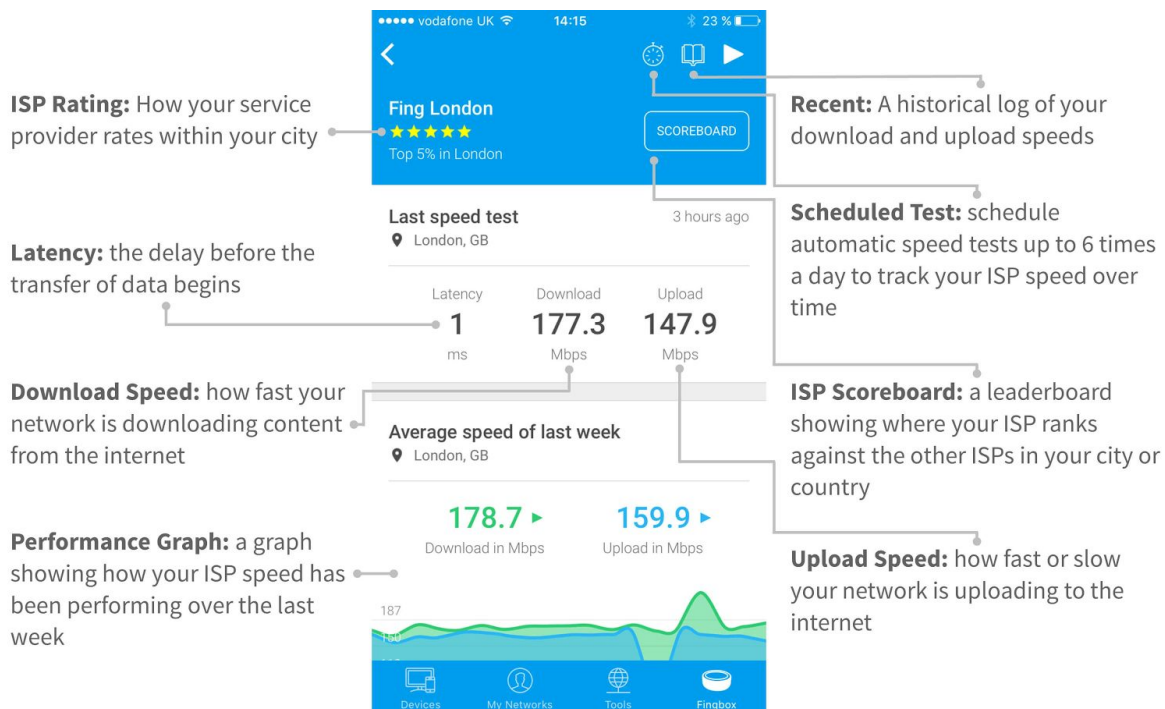 vodafone UK 14:15 23 %
Fing London
Top 5% in London
SCOREBOARD
Last speed test 3 hours ago
London, GB
Latency Download Upload
1 177.3 147.9
ms Mbps Mbps
Average speed of last week
London, GB
178.7 159.9
Download in Mbps Upload in Mbps
187
Devices My Networks Tools Fingbox
ISP Rating: How your service
provider rates within your city
Latency: the delay before the
transfer of data begins
Download Speed: how fast your
network is downloading content
from the internet
Performance Graph: a graph
showing how your ISP speed has
been performing over the last
week
Recent: A historical log of your
download and upload speeds
Scheduled Test: schedule
automatic speed tests up to 6 times
a day to track your ISP speed over
time
ISP Scoreboard: a leaderboard
showing where your ISP ranks
against the other ISPs in your city or
country
Upload Speed: how fast or slow
your network is uploading to the
internet